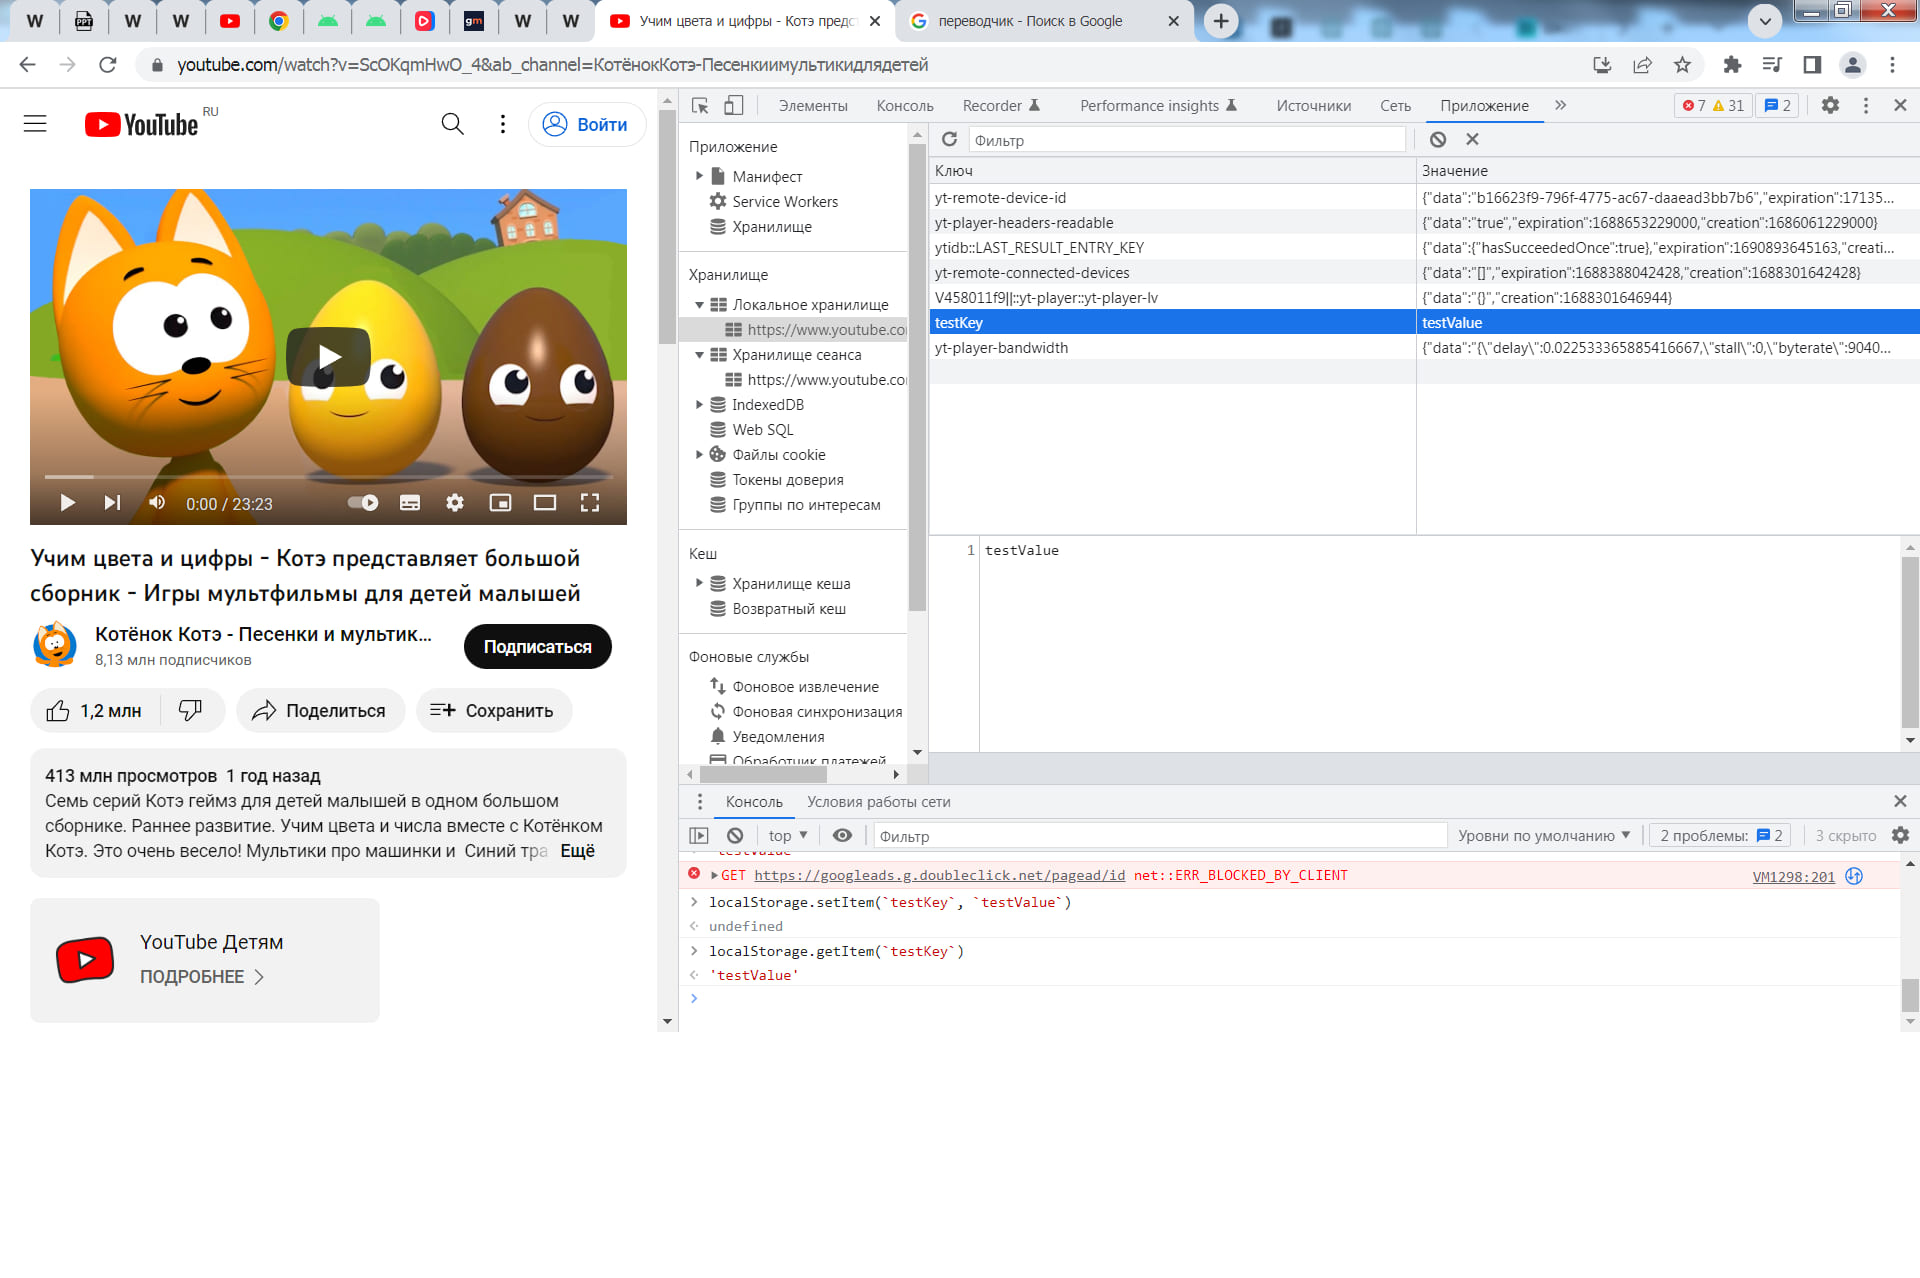 W
PPT
W
W
gm
W
W
Учим цвета и цифры - Котэ предс
переводчик - Поиск в Google
youtube.com/watch?v=ScOKqmHwO_4&ab_channel=КотёнокКотэ-Песенкиимультикидлядетей
YouTube RU
Войти
0:00 / 23:23
Учим цвета и цифры - Котэ представляет большой
сборник - Игры мультфильмы для детей малышей
Котёнок Котэ - Песенки и мультик...
8,13 млн подписчиков
Подписаться
1,2 млн
Поделиться
Сохранить
413 млн просмотров 1 год назад
Семь серий Котэ геймз для детей малышей в одном большом
сборнике. Раннее развитие. Учим цвета и числа вместе с Котёнком
Котэ. Это очень весело! Мультики про машинки и Синий тра Ещё
YouTube Детям
ПОДРОБНЕЕ
Элементы
Консоль
Recorder
Performance insights
Источники
Сеть
Приложение
7 31
2
Приложение
Манифест
Service Workers
Хранилище
Хранилище
Локальное хранилище
https://www.youtube.co
Хранилище сеанса
https://www.youtube.co
IndexedDB
Web SQL
Файлы cookie
Токены доверия
Группы по интересам
Кеш
Хранилище кеша
Возвратный кеш
Фоновые службы
Фоновое извлечение
Фоновая синхронизация
Уведомления
Обработчик платежей
Фильтр
Ключ Значение
yt-remote-device-id {"data":"b16623f9-796f-4775-ac67-daaead3bb7b6","expiration":17135...
yt-player-headers-readable {"data":"true","expiration":1688653229000,"creation":1686061229000}
ytidb::LAST_RESULT_ENTRY_KEY {"data":{"hasSucceededOnce":true},"expiration":1690893645163,"creati...
yt-remote-connected-devices {"data":"[]","expiration":1688388042428,"creation":1688301642428}
V458011f9||::yt-player::yt-player-lv {"data":"{}","creation":1688301646944}
testKey testValue
yt-player-bandwidth {"data":"{\"delay\":0.022533365885416667,\"stall\":0,\"byterate\":9040...
1 testValue
Консоль
Условия работы сети
top
Фильтр
Уровни по умолчанию
2 проблемы: 2
3 скрыто
testValue
GET https://googleads.g.doubleclick.net/pagead/id net::ERR_BLOCKED_BY_CLIENT VM1298:201
localStorage.setItem(`testKey`, `testValue`)
undefined
localStorage.getItem(`testKey`)
'testValue'